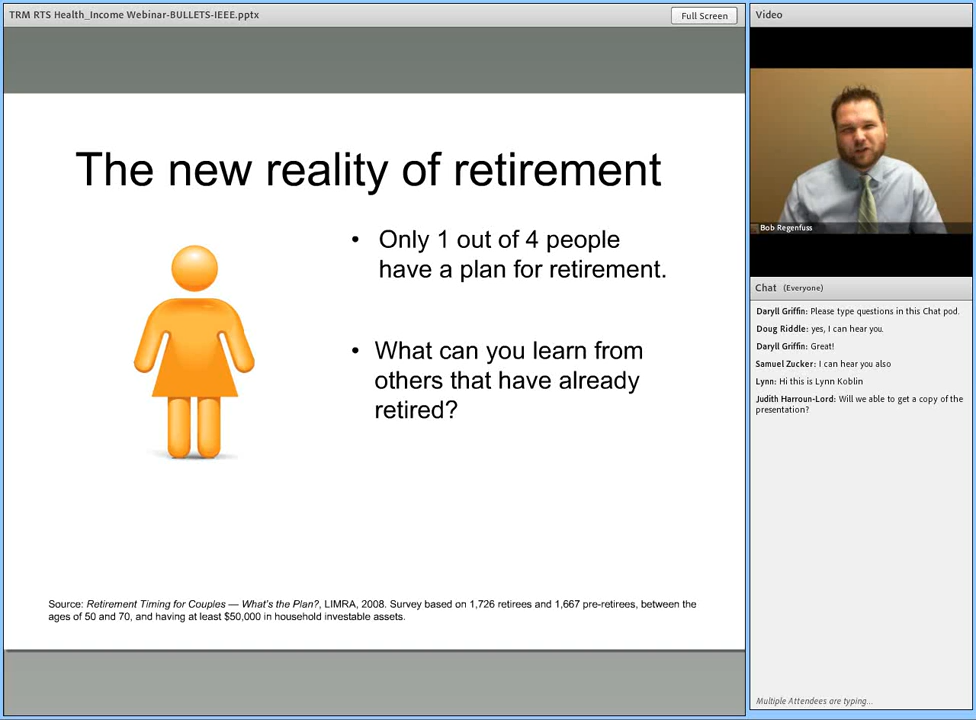 TRM RTS Health_Income Webinar-BULLETS-IEEE.pptx
Full Screen
The new reality of retirement
• Only 1 out of 4 people
have a plan for retirement.
• What can you learn from
others that have already
retired?
Source: Retirement Timing for Couples — What's the Plan?, LIMRA, 2008. Survey based on 1,726 retirees and 1,667 pre-retirees, between the
ages of 50 and 70, and having at least $50,000 in household investable assets.
Video
Bob Regenfuss
Chat (Everyone)
Daryll Griffin: Please type questions in this Chat pod.
Doug Riddle: yes, I can hear you.
Daryll Griffin: Great!
Samuel Zucker: I can hear you also
Lynn: Hi this is Lynn Koblin
Judith Harroun-Lord: Will we able to get a copy of the
presentation?
Multiple Attendees are typing...